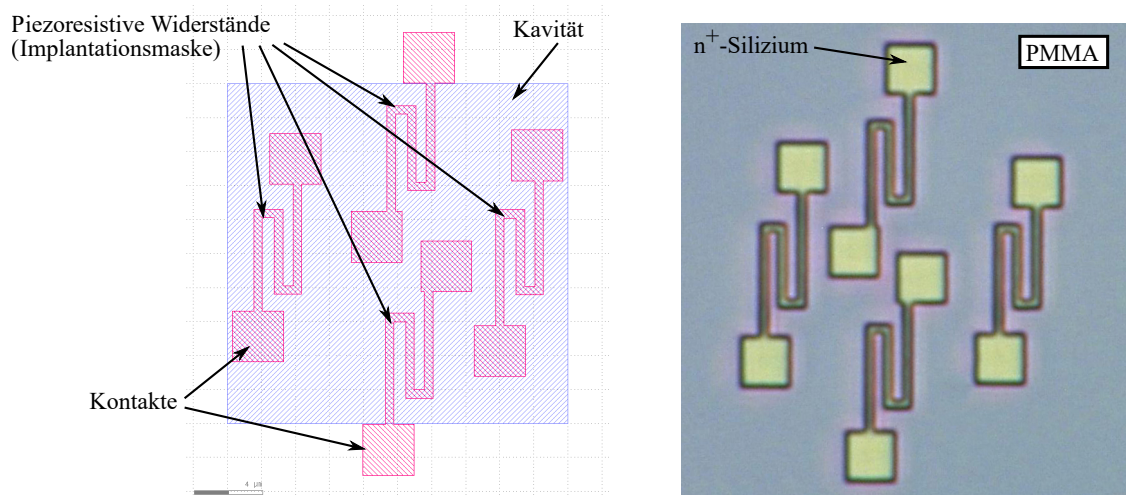 Piezoresistive Widerstände
(Implantationsmaske)
Kavität
Kontakte
4 µm
n+-Silizium
PMMA